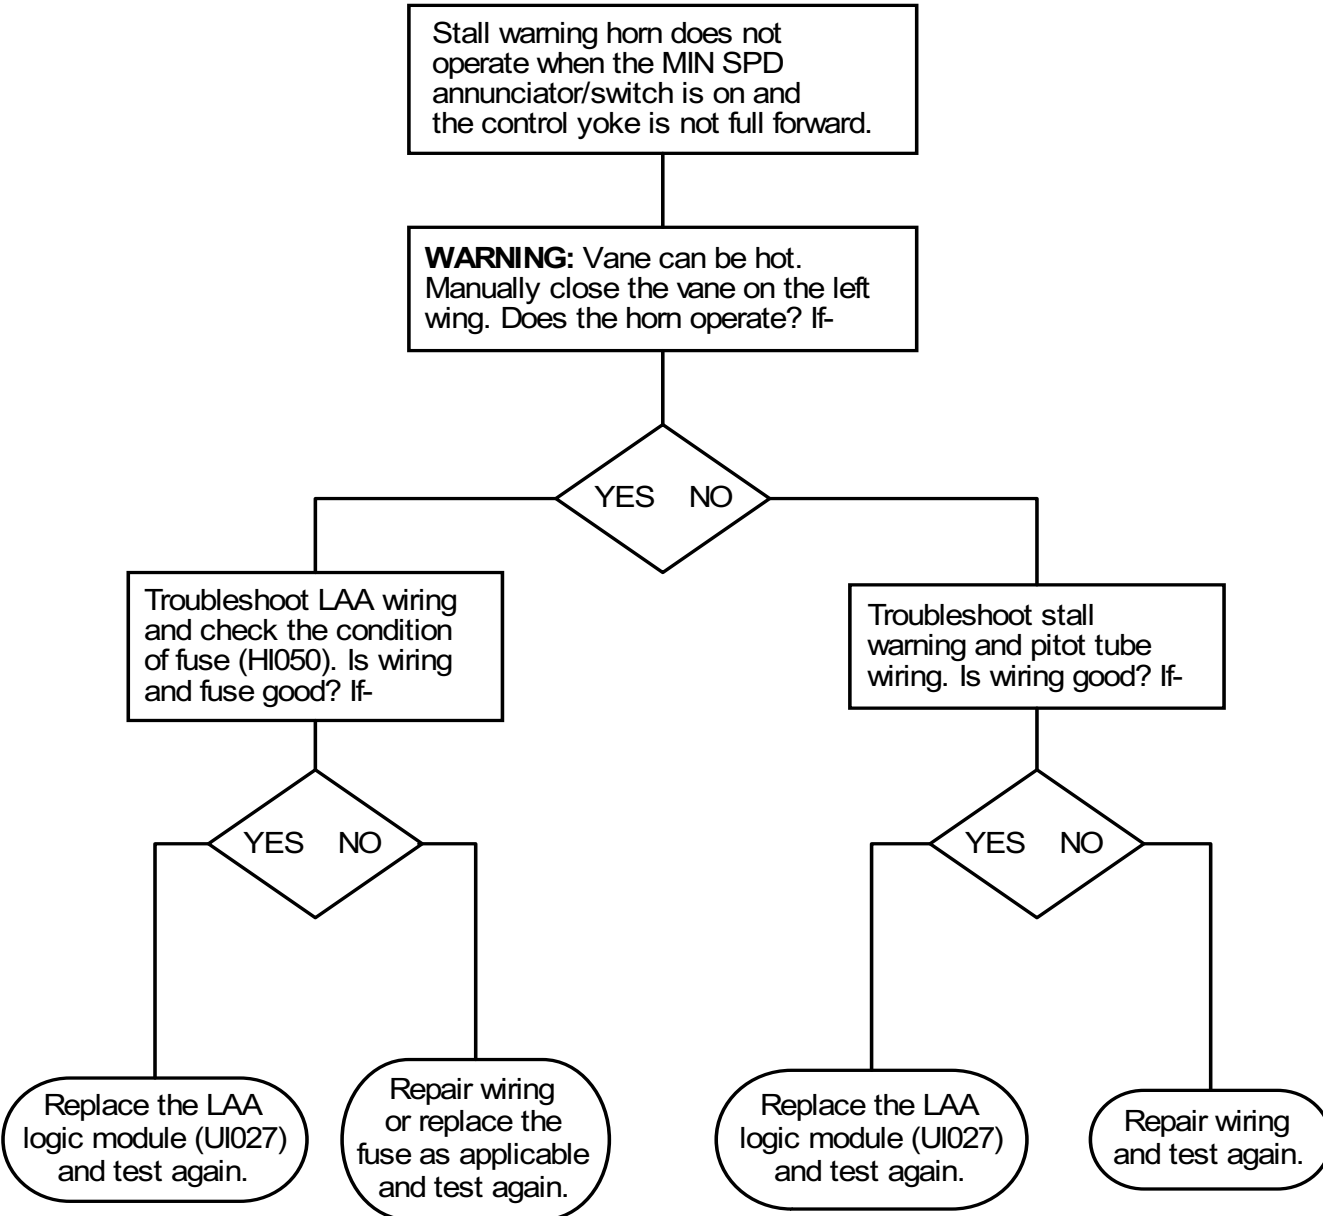 Stall warning horn does not
operate when the MIN SPD
annunciator/switch is on and
the control yoke is not full forward.
WARNING: Vane can be hot.
Manually close the vane on the left
wing. Does the horn operate? If-
YES NO
Troubleshoot LAA wiring
and check the condition
of fuse (HI050). Is wiring
and fuse good? If-
Troubleshoot stall
warning and pitot tube
wiring. Is wiring good? If-
YES NO
YES NO
Replace the LAA
logic module (UI027)
and test again.
Repair wiring
or replace the
fuse as applicable
and test again.
Replace the LAA
logic module (UI027)
and test again.
Repair wiring
and test again.